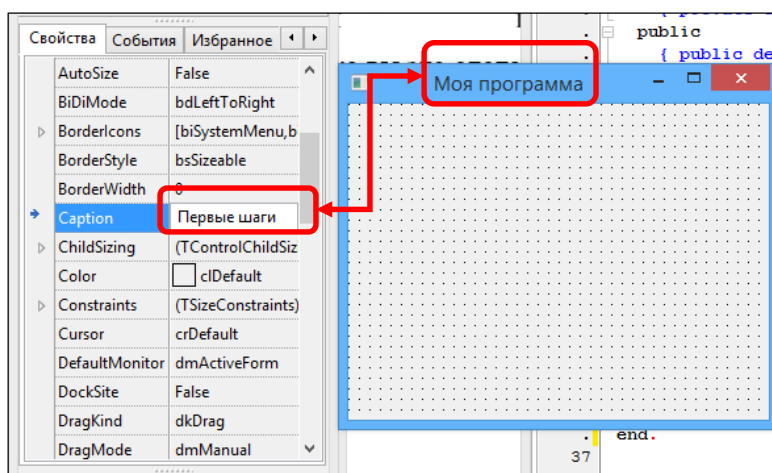 Свойства События Избранное
AutoSize False
BiDiMode bdLeftToRight
BorderIcons [biSystemMenu,b
BorderStyle bsSizeable
BorderWidth 0
Caption Первые шаги
ChildSizing (TControlChildSiz
Color clDefault
Constraints (TSizeConstraints)
Cursor crDefault
DefaultMonitor dmActiveForm
DockSite False
DragKind dkDrag
DragMode dmManual
Моя программа
public
{ public de
end.
37